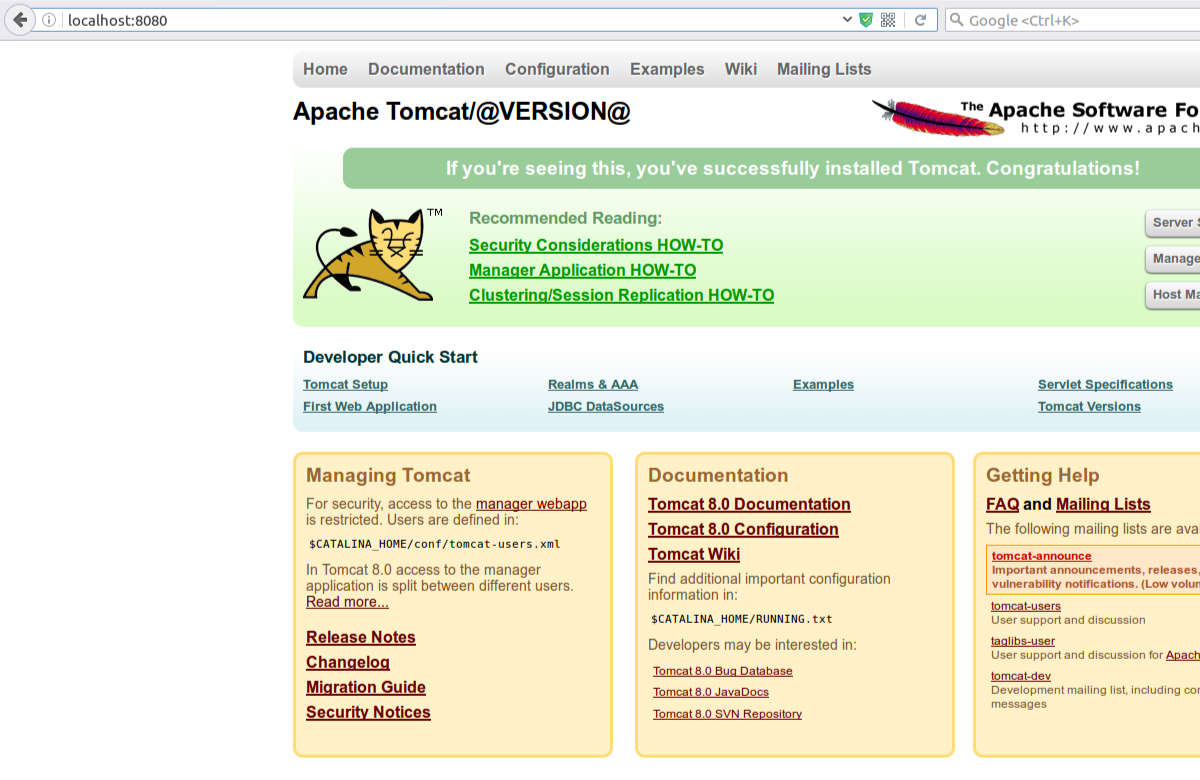 localhost:8080
Google <Ctrl+K>
Home Documentation Configuration Examples Wiki Mailing Lists
Apache Tomcat/@VERSION@
The Apache Software Fo
http://www.apach
If you're seeing this, you've successfully installed Tomcat. Congratulations!
TM
Recommended Reading:
Security Considerations HOW-TO
Manager Application HOW-TO
Clustering/Session Replication HOW-TO
Server S
Manage
Host Ma
Developer Quick Start
Tomcat Setup
First Web Application
Realms & AAA
JDBC DataSources
Examples
Servlet Specifications
Tomcat Versions
Managing Tomcat
For security, access to the manager webapp
is restricted. Users are defined in:
$CATALINA_HOME/conf/tomcat-users.xml
In Tomcat 8.0 access to the manager
application is split between different users.
Read more...
Release Notes
Changelog
Migration Guide
Security Notices
Documentation
Tomcat 8.0 Documentation
Tomcat 8.0 Configuration
Tomcat Wiki
Find additional important configuration
information in:
$CATALINA_HOME/RUNNING.txt
Developers may be interested in:
Tomcat 8.0 Bug Database
Tomcat 8.0 JavaDocs
Tomcat 8.0 SVN Repository
Getting Help
FAQ and Mailing Lists
The following mailing lists are avai
tomcat-announce
Important announcements, releases,
vulnerability notifications. (Low volum
tomcat-users
User support and discussion
taglibs-user
User support and discussion for Apach
tomcat-dev
Development mailing list, including con
messages